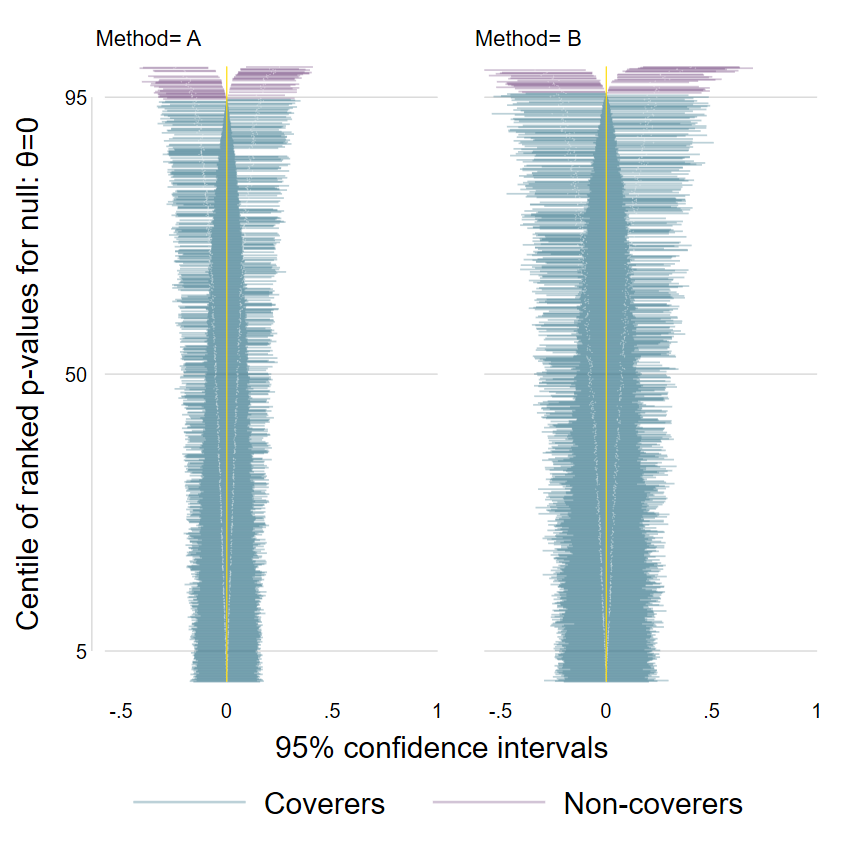 Method= A
Method= B
Centile of ranked p-values for null: θ=0
95
50
5
-.5 0 .5 1
-.5 0 .5 1
95% confidence intervals
Coverers
Non-coverers